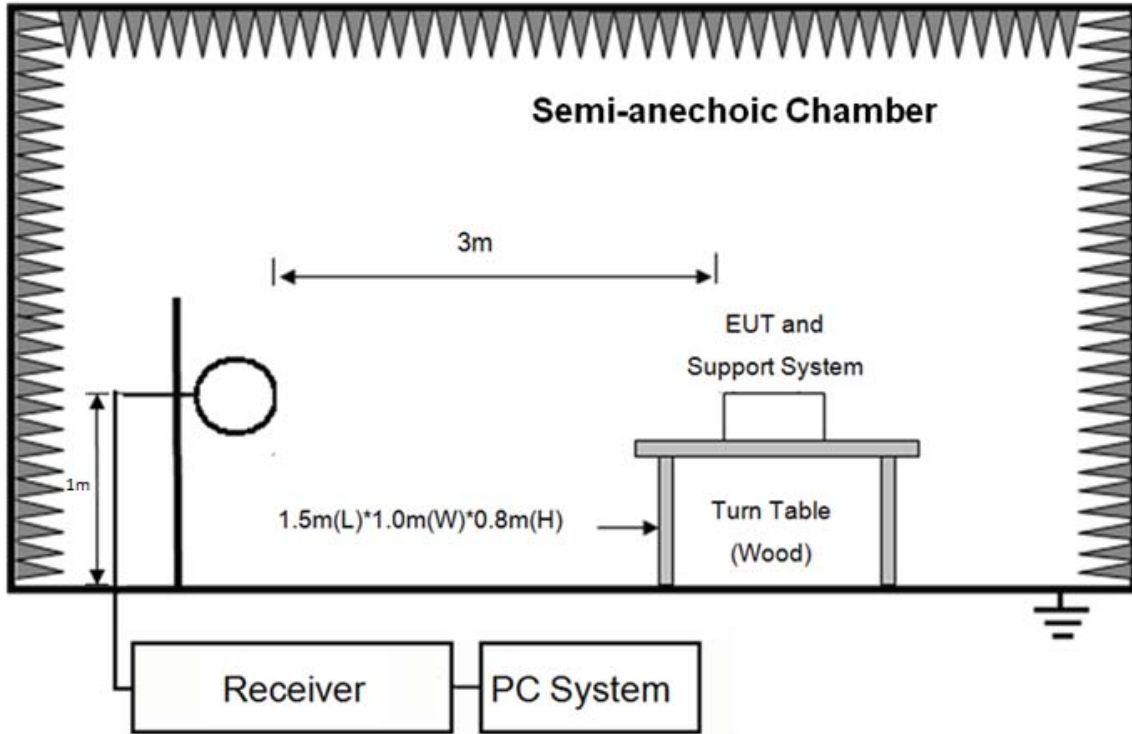 Semi-anechoic Chamber
3m
EUT and
Support System
1m
1.5m(L)*1.0m(W)*0.8m(H)
Turn Table
(Wood)
Receiver
PC System